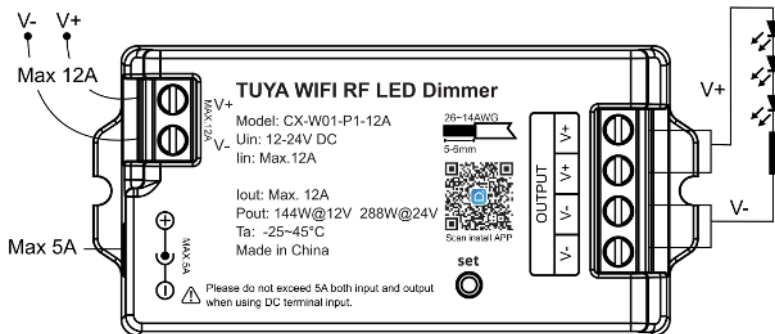 V- V+
Max 12A
MAX.12A
V+
V-
TUYA WIFI RF LED Dimmer
Model: CX-W01-P1-12A
Uin: 12-24V DC
Iin: Max.12A
Iout: Max. 12A
Pout: 144W@12V 288W@24V
Ta: -25~45°C
Made in China
26~14AWG
5-6mm
Scan install APP
set
OUTPUT
V+
V+
V-
V-
V+
V-
Max 5A
MAX.5A
Please do not exceed 5A both input and output
when using DC terminal input.